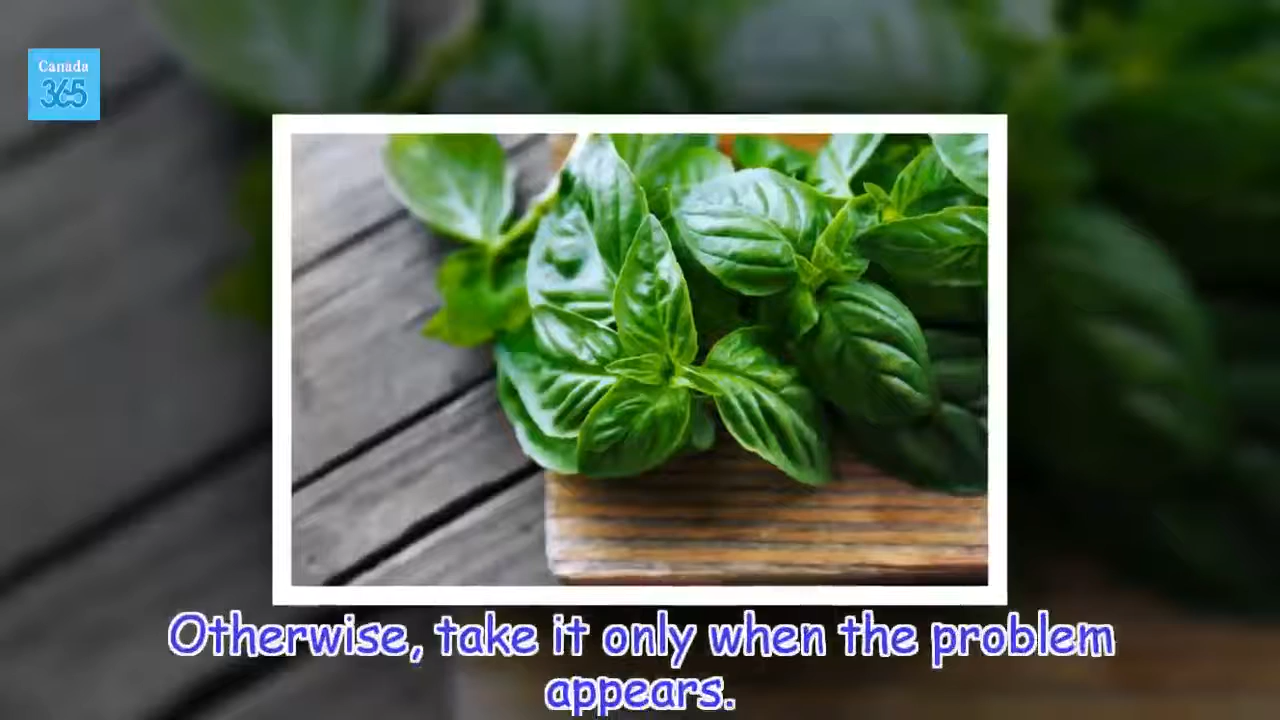 Canada
365
Otherwise, take it only when the problem
appears.